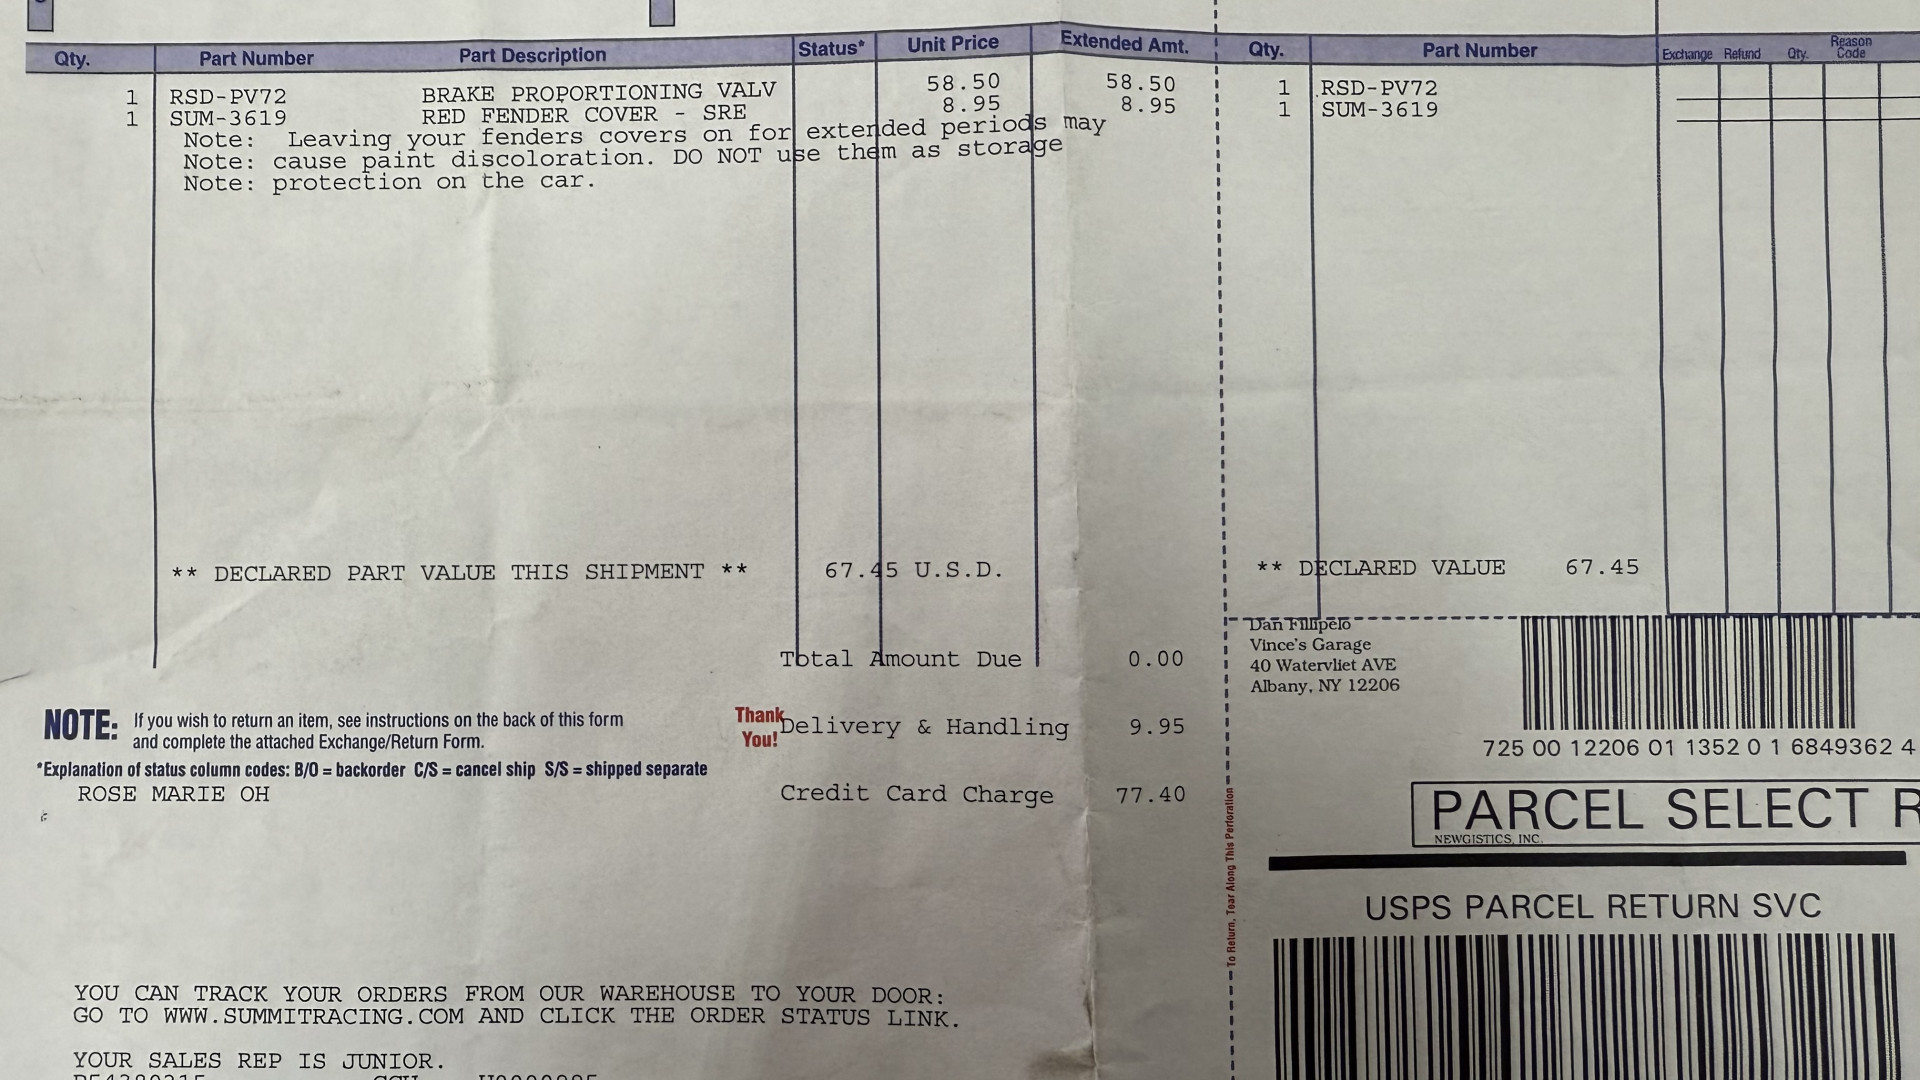 Qty. Part Number Part Description Status* Unit Price Extended Amt.
1 RSD-PV72 BRAKE PROPORTIONING VALV 58.50 58.50
1 SUM-3619 RED FENDER COVER - SRE 8.95 8.95
Note: Leaving your fenders covers on for extended periods may
Note: cause paint discoloration. DO NOT use them as storage
Note: protection on the car.
** DECLARED PART VALUE THIS SHIPMENT ** 67.45 U.S.D.
Total Amount Due 0.00
NOTE: If you wish to return an item, see instructions on the back of this form
and complete the attached Exchange/Return Form.
Thank
You!
Delivery & Handling 9.95
*Explanation of status column codes: B/O = backorder C/S = cancel ship S/S = shipped separate
ROSE MARIE OH
Credit Card Charge 77.40
YOU CAN TRACK YOUR ORDERS FROM OUR WAREHOUSE TO YOUR DOOR:
GO TO WWW.SUMMITRACING.COM AND CLICK THE ORDER STATUS LINK.
YOUR SALES REP IS JUNIOR.
To Return, Tear Along This Perforation
Qty. Part Number Exchange Refund Qty. Reason Code
1 RSD-PV72
1 SUM-3619
** DECLARED VALUE 67.45
Dan Fillipelo
Vince's Garage
40 Watervliet AVE
Albany, NY 12206
725 00 12206 01 1352 0 1 6849362 4
PARCEL SELECT R
NEWGISTICS, INC.
USPS PARCEL RETURN SVC